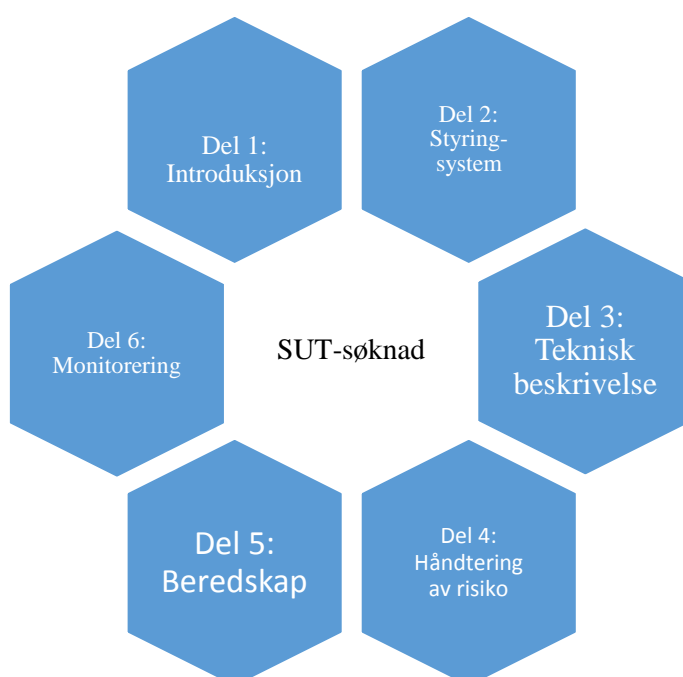 Del 1:
Introduksjon
Del 2:
Styring-
system
Del 3:
Teknisk
beskrivelse
Del 4:
Håndtering
av risiko
Del 5:
Beredskap
Del 6:
Monitorering
SUT-søknad